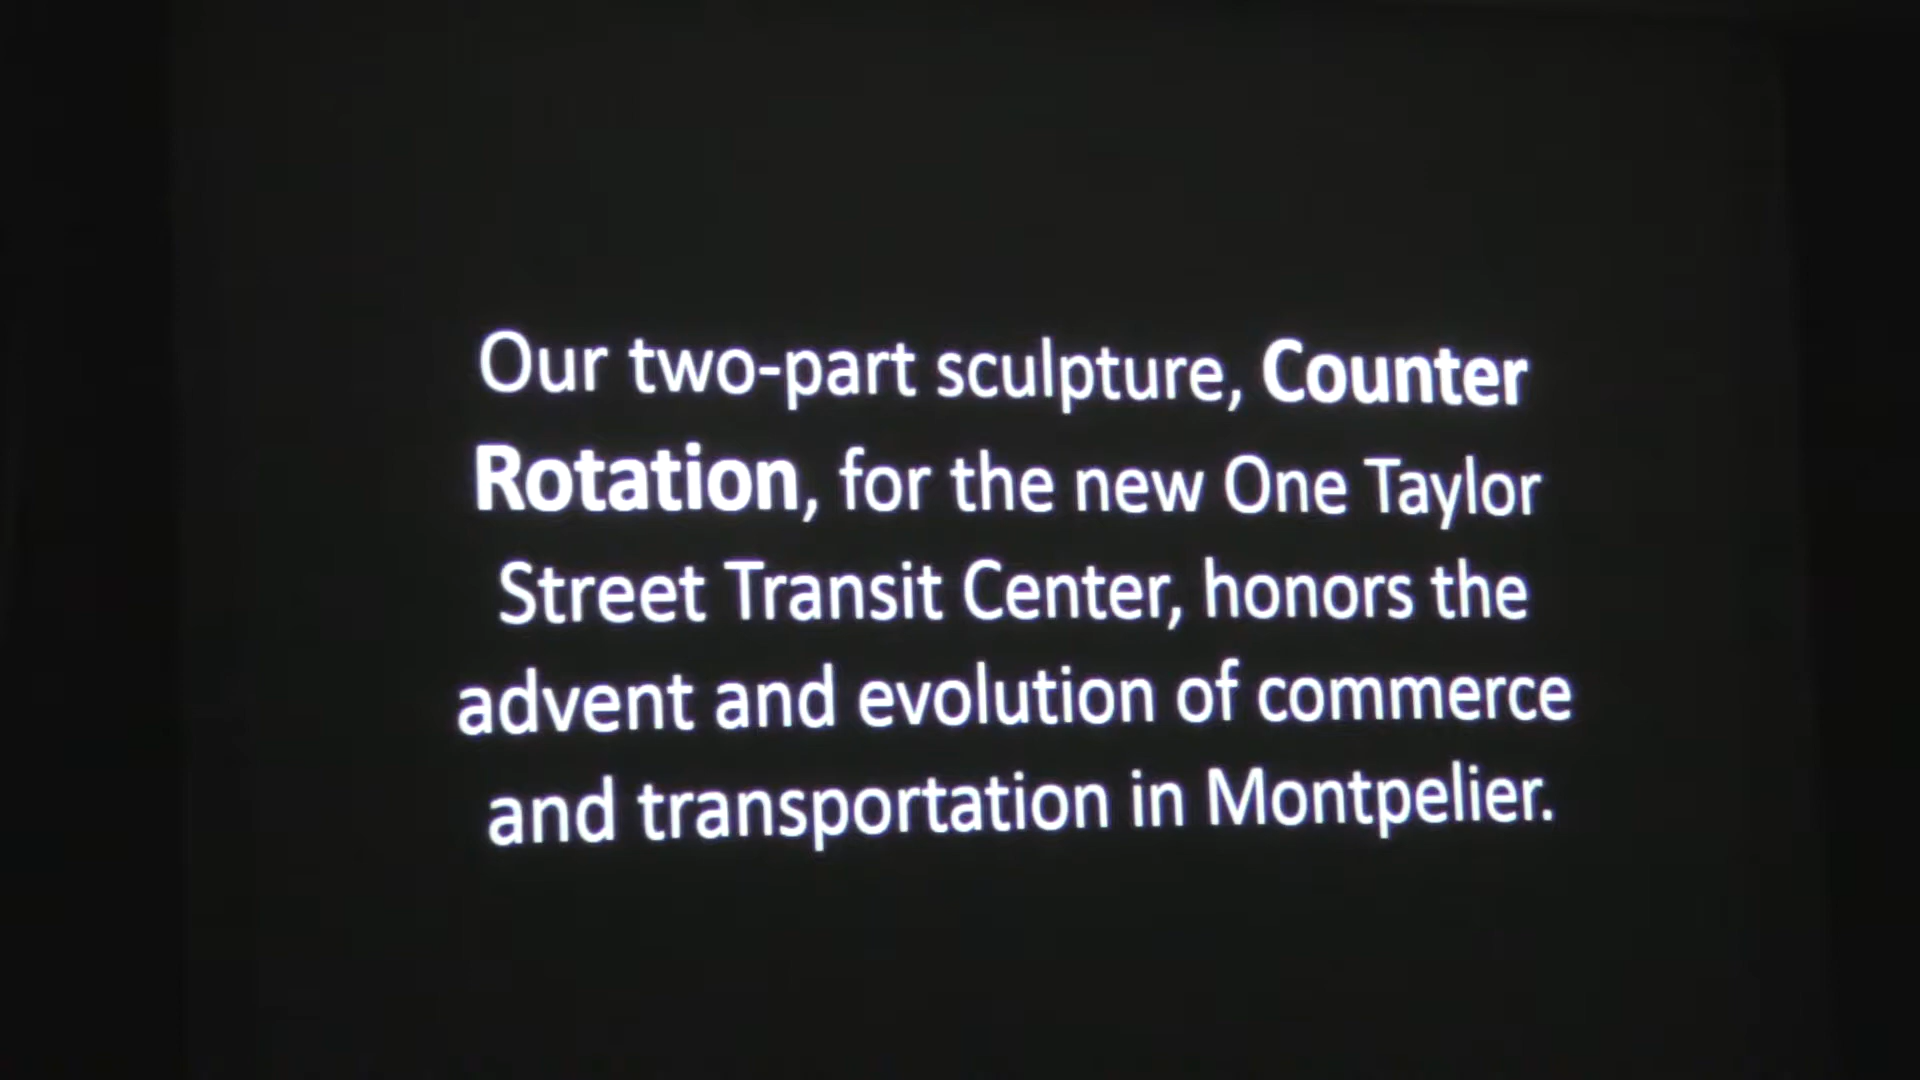 Our two-part sculpture, Counter
Rotation, for the new One Taylor
Street Transit Center, honors the
advent and evolution of commerce
and transportation in Montpelier.